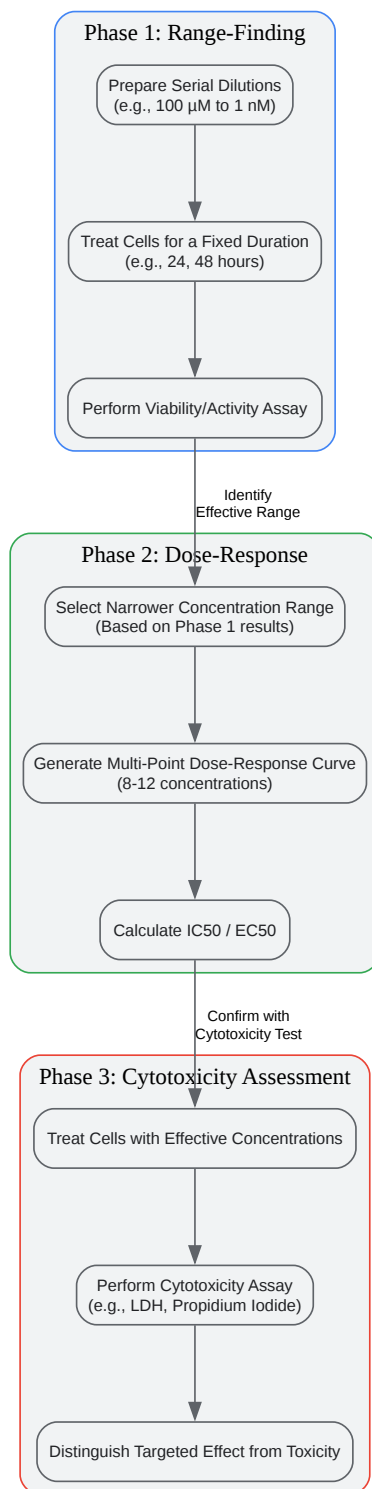 Phase 1: Range-Finding
Prepare Serial Dilutions
(e.g., 100 µM to 1 nM)
Treat Cells for a Fixed Duration
(e.g., 24, 48 hours)
Perform Viability/Activity Assay
Identify
Effective Range
Phase 2: Dose-Response
Select Narrower Concentration Range
(Based on Phase 1 results)
Generate Multi-Point Dose-Response Curve
(8-12 concentrations)
Calculate IC50 / EC50
Confirm with
Cytotoxicity Test
Phase 3: Cytotoxicity Assessment
Treat Cells with Effective Concentrations
Perform Cytotoxicity Assay
(e.g., LDH, Propidium Iodide)
Distinguish Targeted Effect from Toxicity